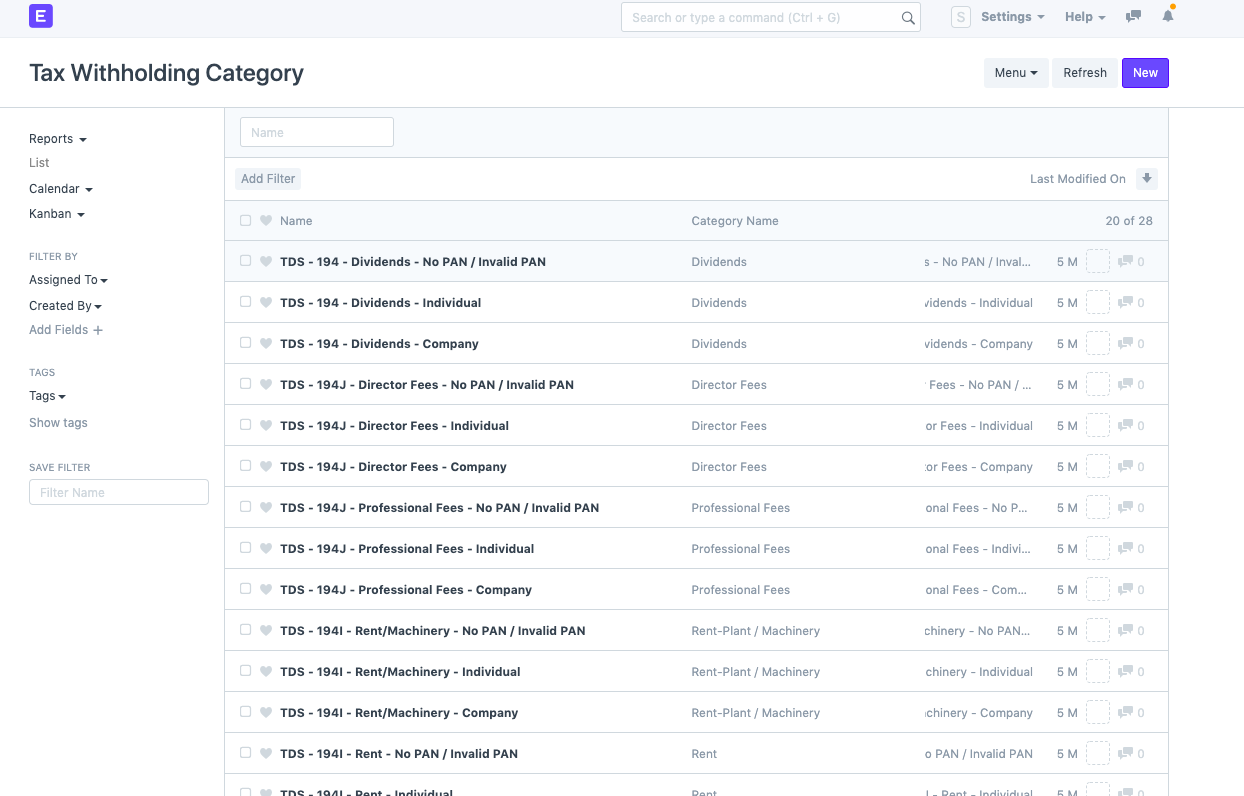 E
Search or type a command (Ctrl + G)
S Settings Help
Tax Withholding Category
Menu Refresh New
Reports
List
Calendar
Kanban
FILTER BY
Assigned To
Created By
Add Fields +
TAGS
Tags
Show tags
SAVE FILTER
Filter Name
Name
Add Filter Last Modified On
Name Category Name 20 of 28
TDS - 194 - Dividends - No PAN / Invalid PAN Dividends s - No PAN / Inval... 5 M 0
TDS - 194 - Dividends - Individual Dividends vidends - Individual 5 M 0
TDS - 194 - Dividends - Company Dividends vidends - Company 5 M 0
TDS - 194J - Director Fees - No PAN / Invalid PAN Director Fees Fees - No PAN / ... 5 M 0
TDS - 194J - Director Fees - Individual Director Fees or Fees - Individual 5 M 0
TDS - 194J - Director Fees - Company Director Fees or Fees - Company 5 M 0
TDS - 194J - Professional Fees - No PAN / Invalid PAN Professional Fees onal Fees - No P... 5 M 0
TDS - 194J - Professional Fees - Individual Professional Fees onal Fees - Indivi... 5 M 0
TDS - 194J - Professional Fees - Company Professional Fees onal Fees - Com... 5 M 0
TDS - 194I - Rent/Machinery - No PAN / Invalid PAN Rent-Plant / Machinery chinery - No PAN... 5 M 0
TDS - 194I - Rent/Machinery - Individual Rent-Plant / Machinery chinery - Individual 5 M 0
TDS - 194I - Rent/Machinery - Company Rent-Plant / Machinery chinery - Company 5 M 0
TDS - 194I - Rent - No PAN / Invalid PAN Rent o PAN / Invalid PAN 5 M 0
TDS - 194I - Rent - Individual Rent I - Rent - Individual 5 M 0